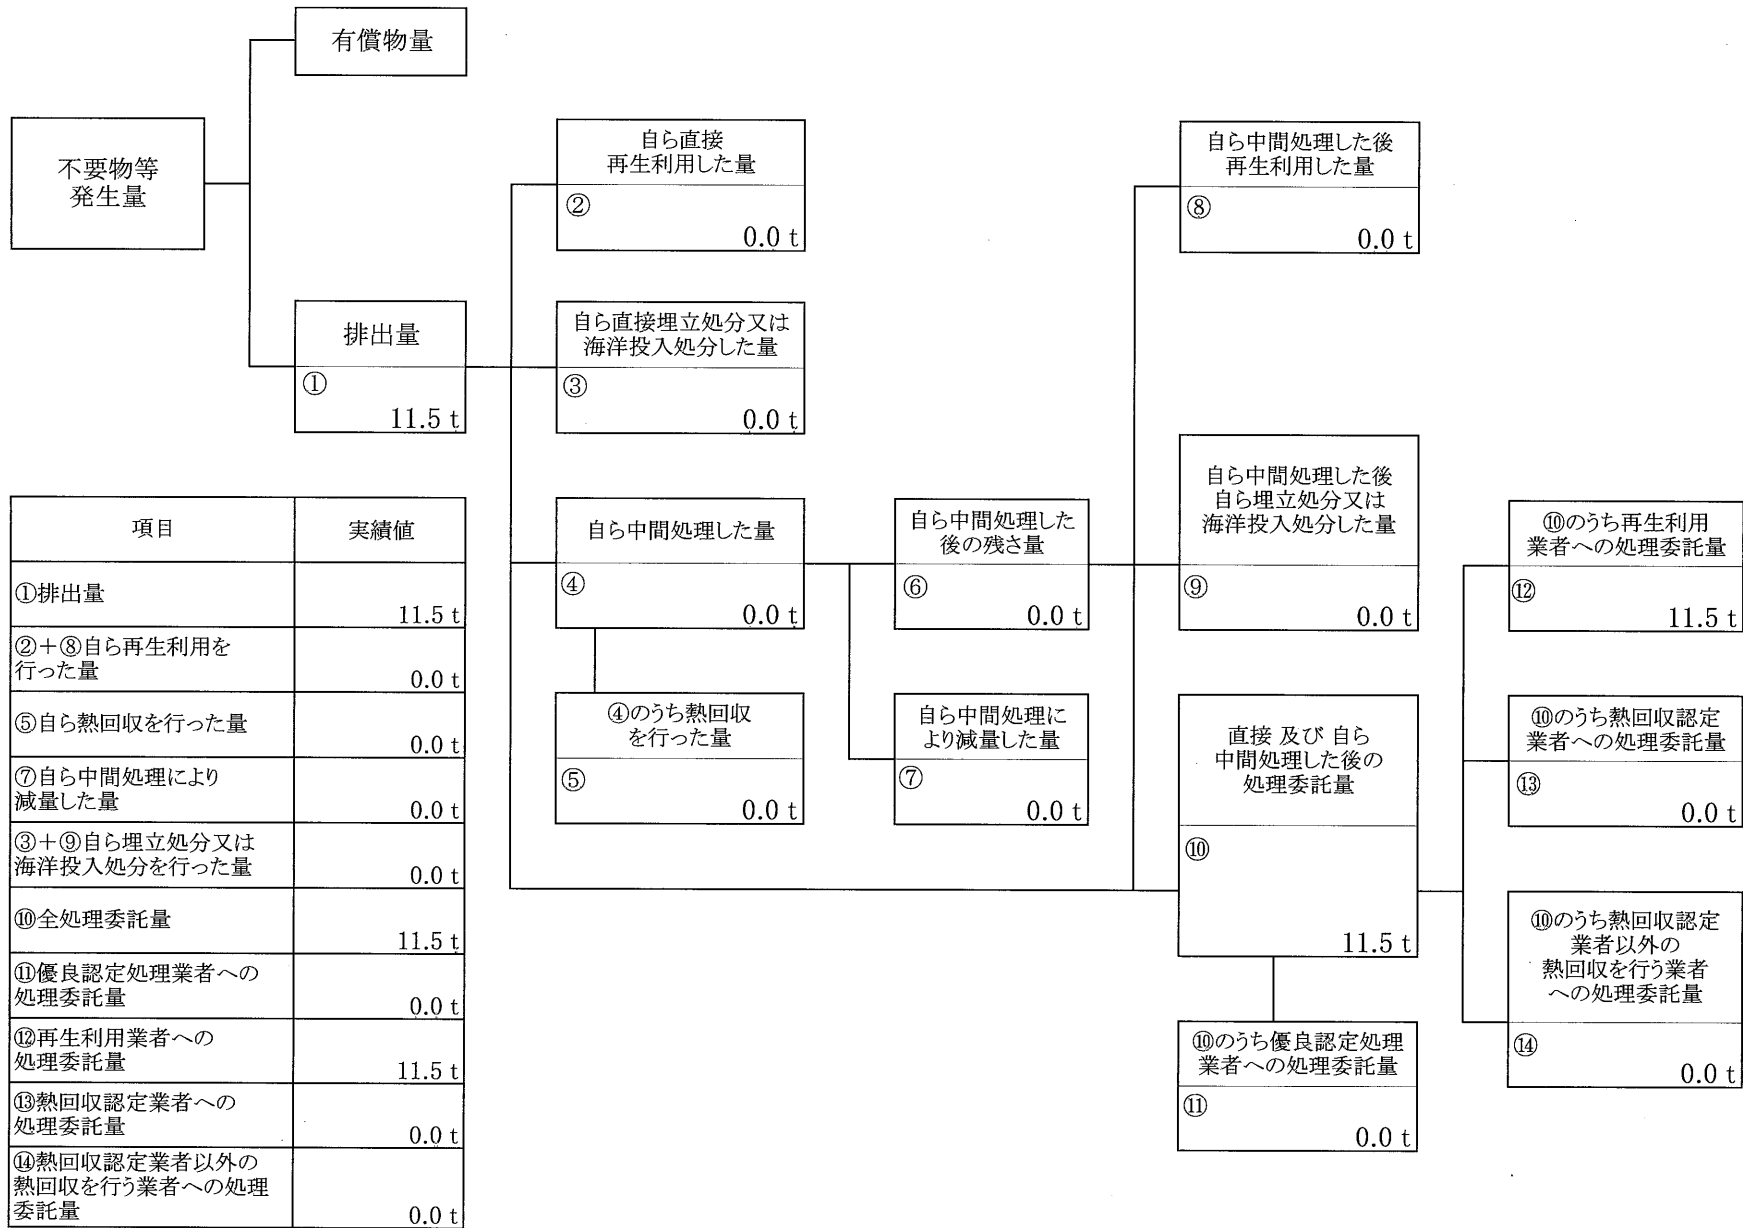 有償物量
不要物等
発生量
排出量
①
11.5 t
自ら直接
再生利用した量
②
0.0 t
自ら直接埋立処分又は
海洋投入処分した量
③
0.0 t
自ら中間処理した量
④
0.0 t
④のうち熱回収
を行った量
⑤
0.0 t
自ら中間処理した
後の残さ量
⑥
0.0 t
自ら中間処理に
より減量した量
⑦
0.0 t
自ら中間処理した後
再生利用した量
⑧
0.0 t
自ら中間処理した後
自ら埋立処分又は
海洋投入処分した量
⑨
0.0 t
直接 及び 自ら
中間処理した後の
処理委託量
⑩
11.5 t
⑩のうち優良認定処理
業者への処理委託量
⑪
0.0 t
⑩のうち再生利用
業者への処理委託量
⑫
11.5 t
⑩のうち熱回収認定
業者への処理委託量
⑬
0.0 t
⑩のうち熱回収認定
業者以外の
熱回収を行う業者
への処理委託量
⑭
0.0 t
項目 実績値
①排出量
11.5 t
②+⑧自ら再生利用を
行った量
0.0 t
⑤自ら熱回収を行った量
0.0 t
⑦自ら中間処理により
減量した量
0.0 t
③+⑨自ら埋立処分又は
海洋投入処分を行った量
0.0 t
⑩全処理委託量
11.5 t
⑪優良認定処理業者への
処理委託量
0.0 t
⑫再生利用業者への
処理委託量
11.5 t
⑬熱回収認定業者への
処理委託量
0.0 t
⑭熱回収認定業者以外の
熱回収を行う業者への処理
委託量
0.0 t